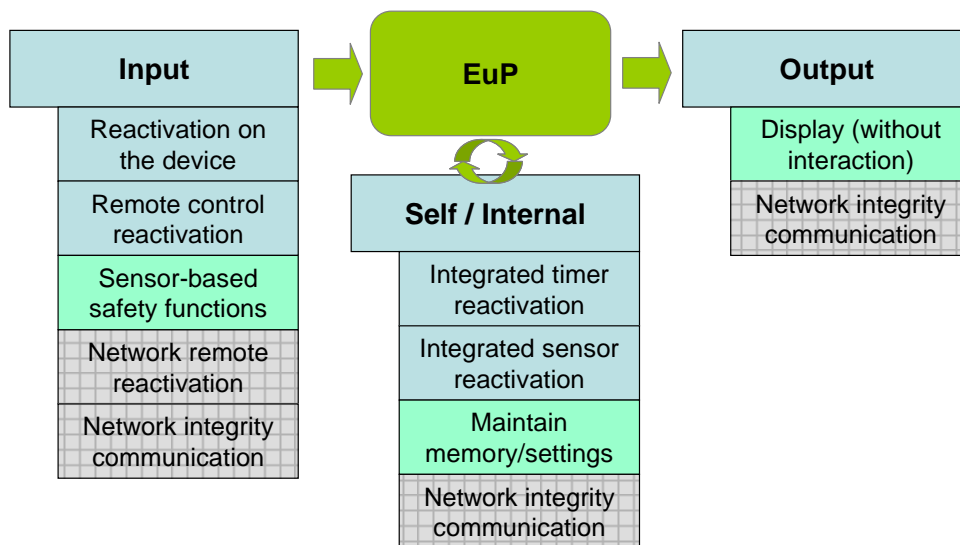 Input
Reactivation on
the device
Remote control
reactivation
Sensor-based
safety functions
Network remote
reactivation
Network integrity
communication
EuP
Self / Internal
Integrated timer
reactivation
Integrated sensor
reactivation
Maintain
memory/settings
Network integrity
communication
Output
Display (without
interaction)
Network integrity
communication